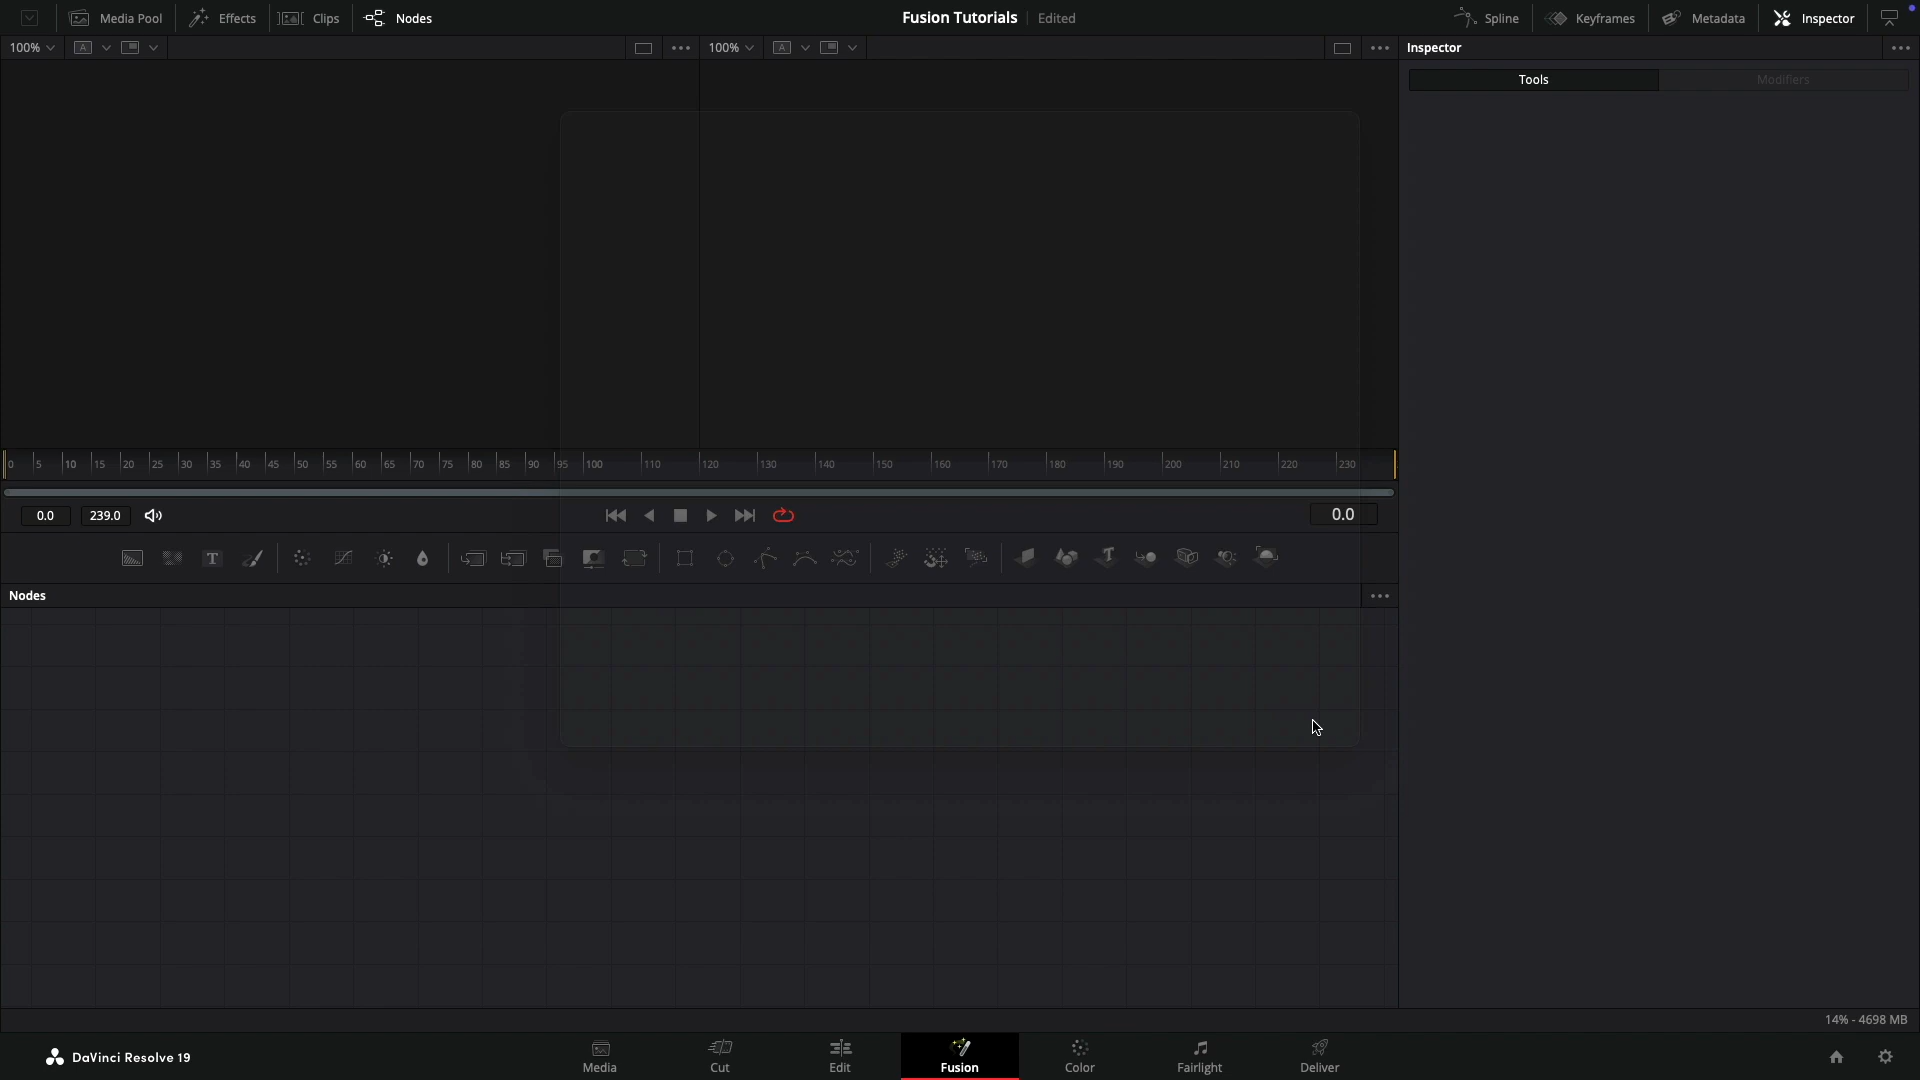 Media Pool Effects Clips Nodes Fusion Tutorials Edited Spline Keyframes Metadata Inspector
100% A 100% A Inspector
Tools Modifiers
0 5 10 15 20 25 30 35 40 45 50 55 60 65 70 75 80 85 90 95 100 110 120 130 140 150 160 170 180 190 200 210 220 230
0.0 239.0 0.0
T T
Nodes
14% - 4698 MB
DaVinci Resolve 19 Media Cut Edit Fusion Color Fairlight Deliver